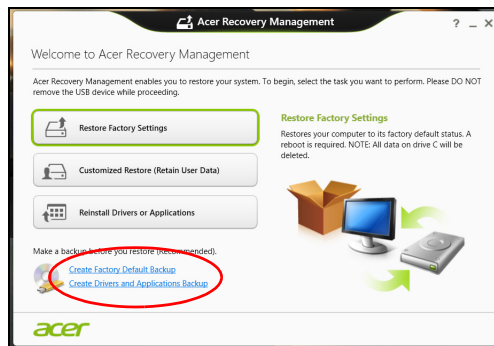 Acer Recovery Management
Welcome to Acer Recovery Management
Acer Recovery Management enables you to restore your system. To begin, select the task you want to perform. Please DO NOT
remove the USB device while proceeding.
Restore Factory Settings
Customized Restore (Retain User Data)
Reinstall Drivers or Applications
Restore Factory Settings
Restores your computer to its factory default status. A
reboot is required. NOTE: All data on drive C will be
deleted.
Make a backup before you restore (Recommended).
Create Factory Default Backup
Create Drivers and Applications Backup
acer